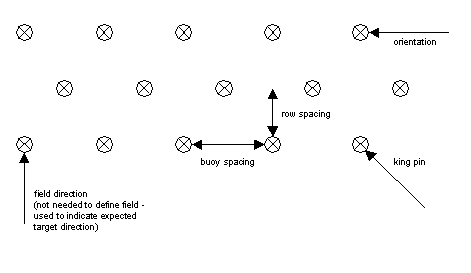 orientation
row spacing
buoy spacing
king pin
field direction
(not needed to define field -
used to indicate expected
target direction)